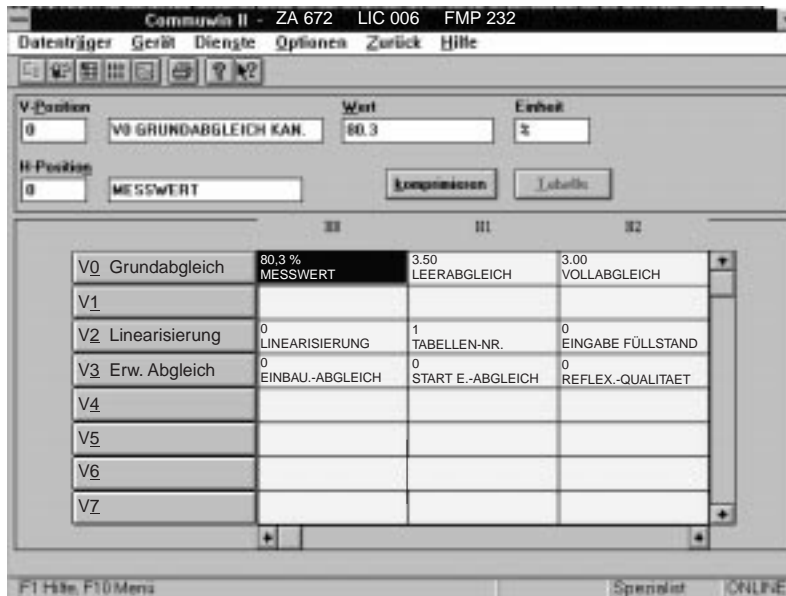 Commuwin II - ZA 672 LIC 006 FMP 232
Datenträger Gerät Dienste Optionen Zurück Hilfe
V-Position Wert Einheit
0 V0 GRUNDABGLEICH KAN. 80.3 %
H-Position
0 MESSWERT komprimieren Tabelle
H0 H1 H2
V0 Grundabgleich 80,3 % MESSWERT 3.50 LEERABGLEICH 3.00 VOLLABGLEICH
V1
V2 Linearisierung 0 LINEARISIERUNG 1 TABELLEN-NR. 0 EINGABE FÜLLSTAND
V3 Erw. Abgleich 0 EINBAU.-ABGLEICH 0 START E.-ABGLEICH 0 REFLEX.-QUALITAET
V4
V5
V6
V7
F1 Hilfe, F10 Menü Spezialist ONLINE